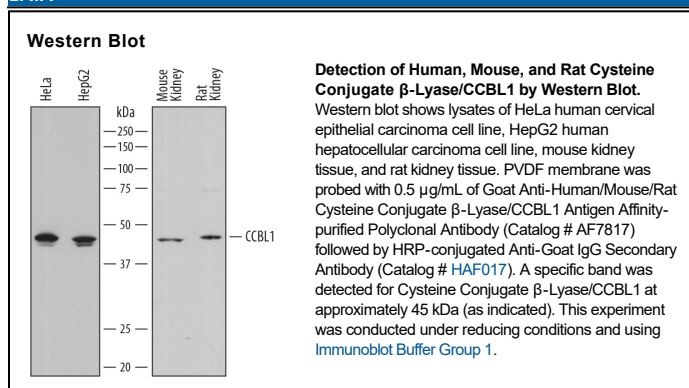 Western Blot
HeLa
HepG2
Mouse
Kidney
Rat
Kidney
kDa
250
150
100
75
50
37
25
20
CCBL1
Detection of Human, Mouse, and Rat Cysteine
Conjugate β-Lyase/CCBL1 by Western Blot.
Western blot shows lysates of HeLa human cervical
epithelial carcinoma cell line, HepG2 human
hepatocellular carcinoma cell line, mouse kidney
tissue, and rat kidney tissue. PVDF membrane was
probed with 0.5 µg/mL of Goat Anti-Human/Mouse/Rat
Cysteine Conjugate β-Lyase/CCBL1 Antigen Affinity-
purified Polyclonal Antibody (Catalog # AF7817)
followed by HRP-conjugated Anti-Goat IgG Secondary
Antibody (Catalog # HAF017). A specific band was
detected for Cysteine Conjugate β-Lyase/CCBL1 at
approximately 45 kDa (as indicated). This experiment
was conducted under reducing conditions and using
Immunoblot Buffer Group 1.